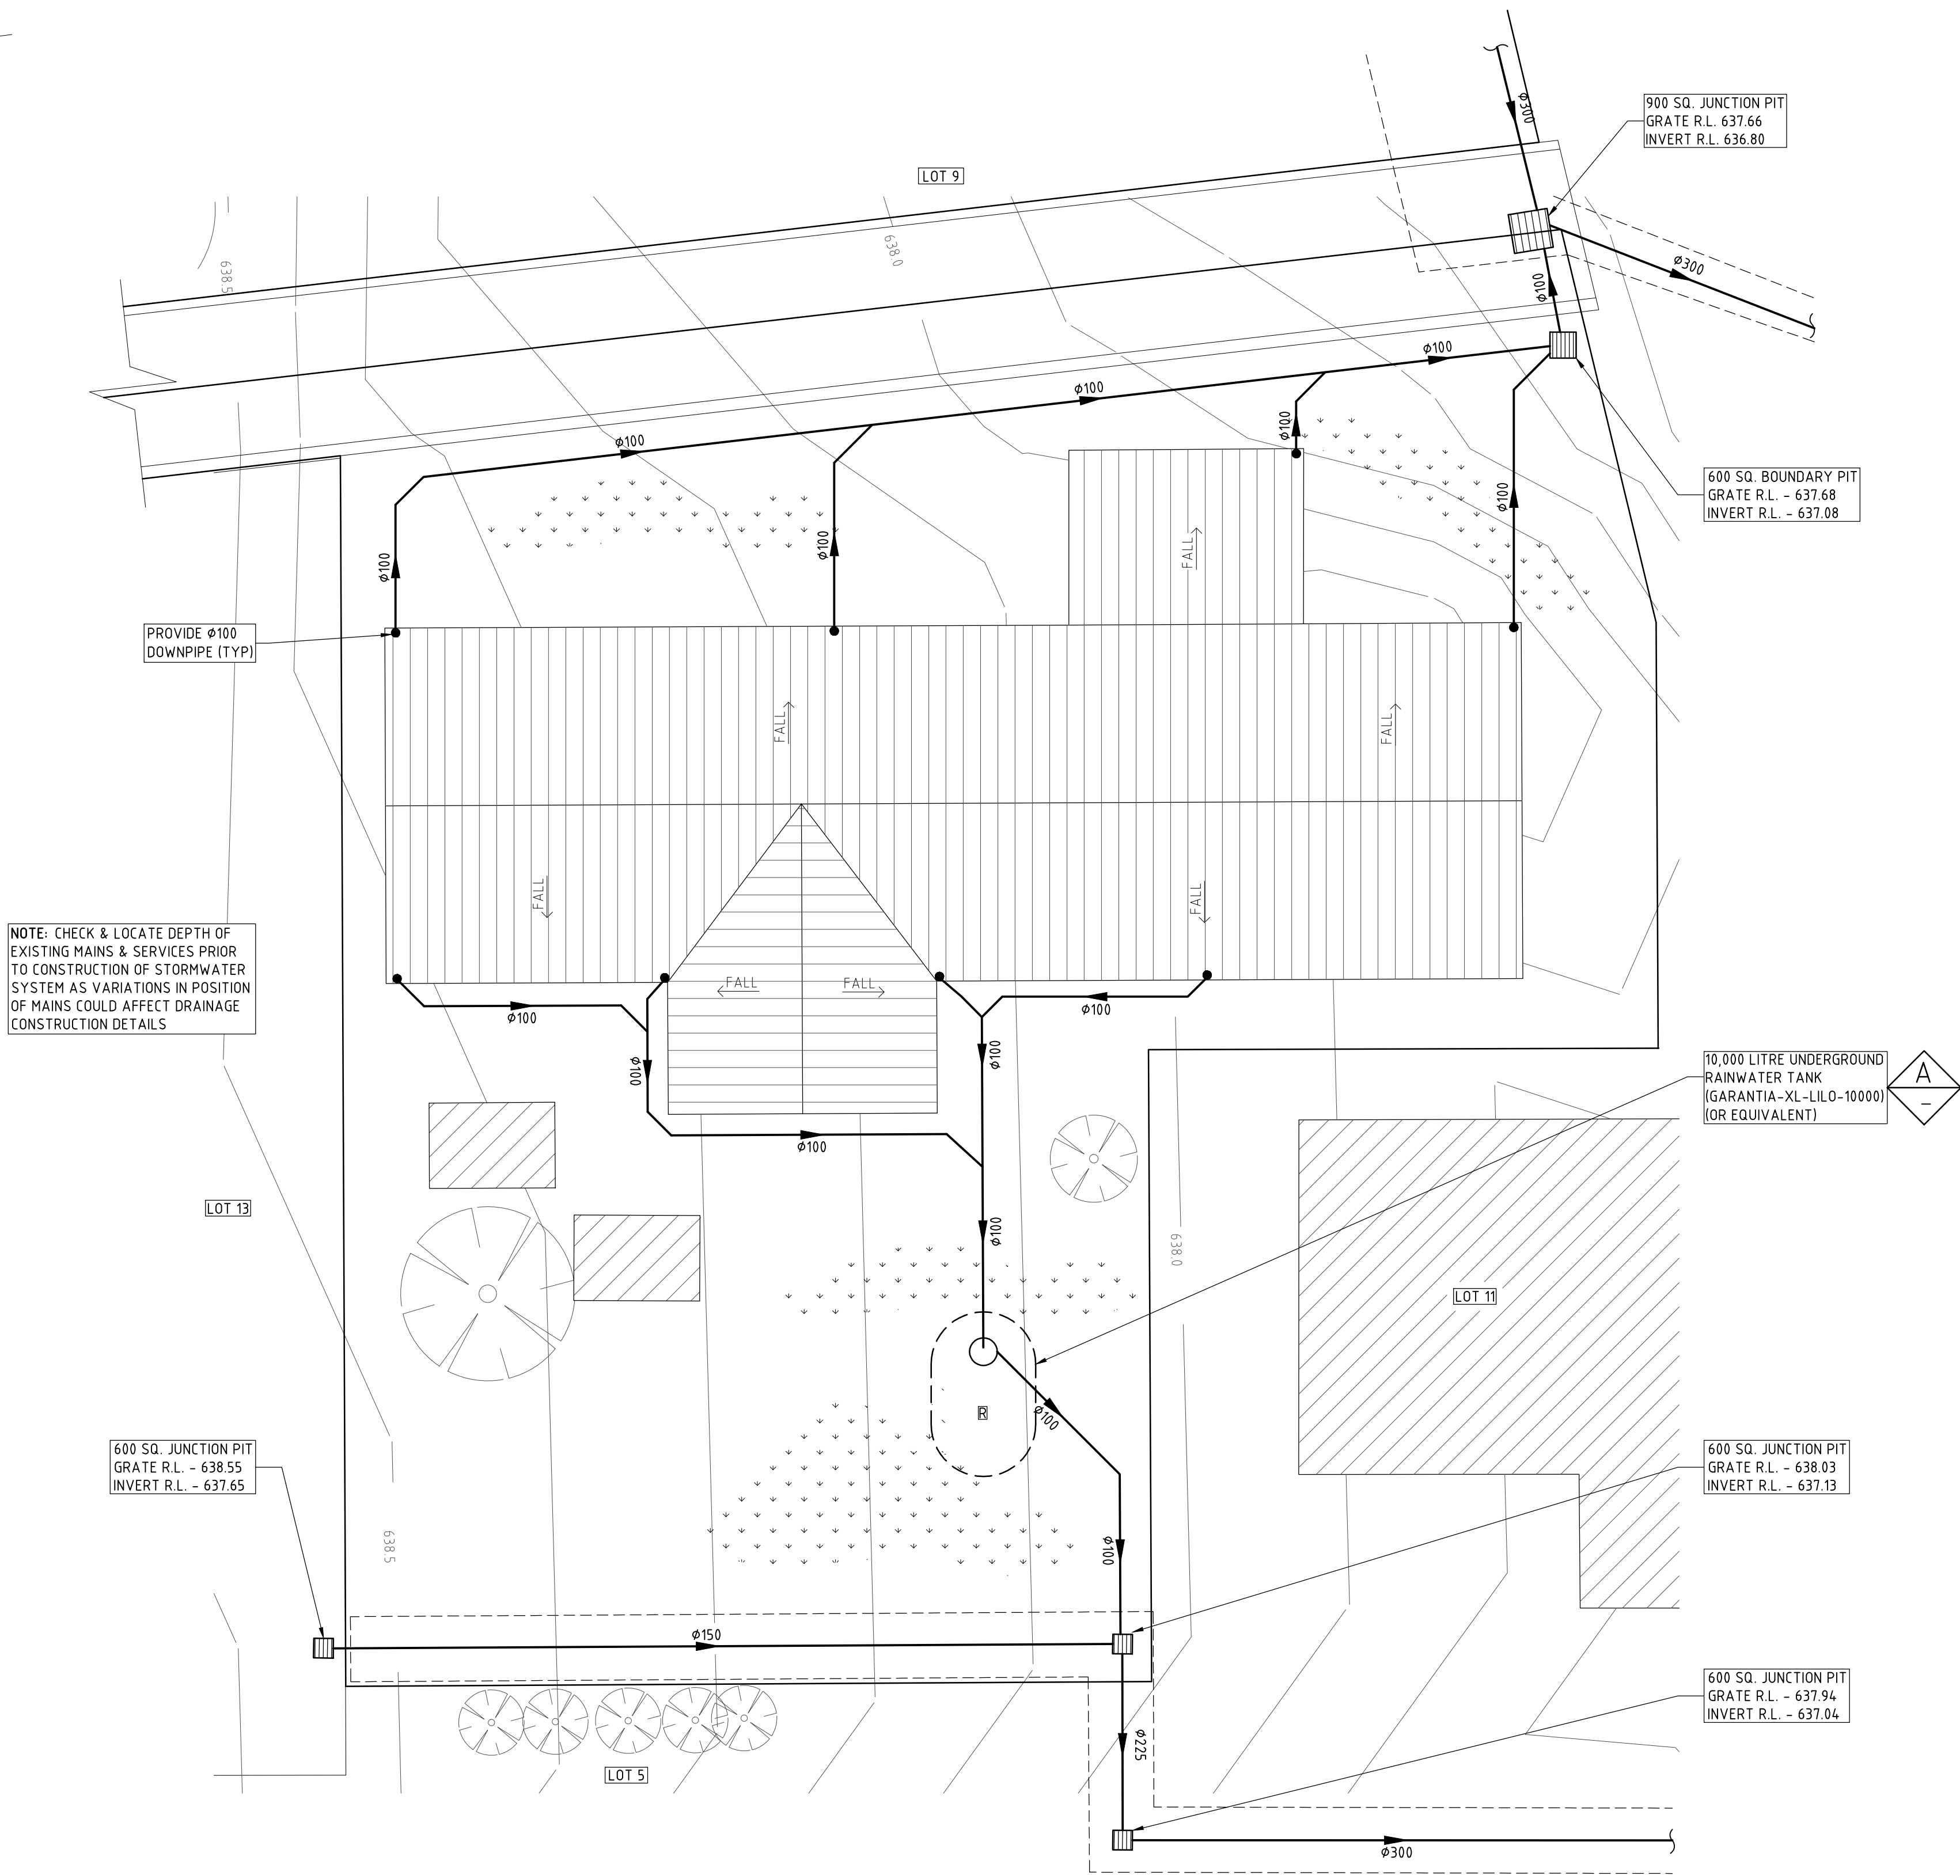 ø300
900 SQ. JUNCTION PIT
GRATE R.L. 637.66
INVERT R.L. 636.80
LOT 9
638.0
638.5
ø300
ø100
ø100
ø100
ø100
ø100
600 SQ. BOUNDARY PIT
GRATE R.L. - 637.68
INVERT R.L. - 637.08
ø100
ø100
ø100
FALL
PROVIDE ø100
DOWNPIPE (TYP)
FALL
FALL
FALL
FALL
NOTE: CHECK & LOCATE DEPTH OF
EXISTING MAINS & SERVICES PRIOR
TO CONSTRUCTION OF STORMWATER
SYSTEM AS VARIATIONS IN POSITION
OF MAINS COULD AFFECT DRAINAGE
CONSTRUCTION DETAILS
FALL
FALL
ø100
ø100
ø100
ø100
10,000 LITRE UNDERGROUND
RAINWATER TANK
(GARANTIA-XL-LILO-10000)
(OR EQUIVALENT)
A
-
ø100
LOT 13
ø100
638.0
LOT 11
R
ø100
600 SQ. JUNCTION PIT
GRATE R.L. - 638.55
INVERT R.L. - 637.65
600 SQ. JUNCTION PIT
GRATE R.L. - 638.03
INVERT R.L. - 637.13
638.5
ø100
ø150
600 SQ. JUNCTION PIT
GRATE R.L. - 637.94
INVERT R.L. - 637.04
ø225
LOT 5
ø300